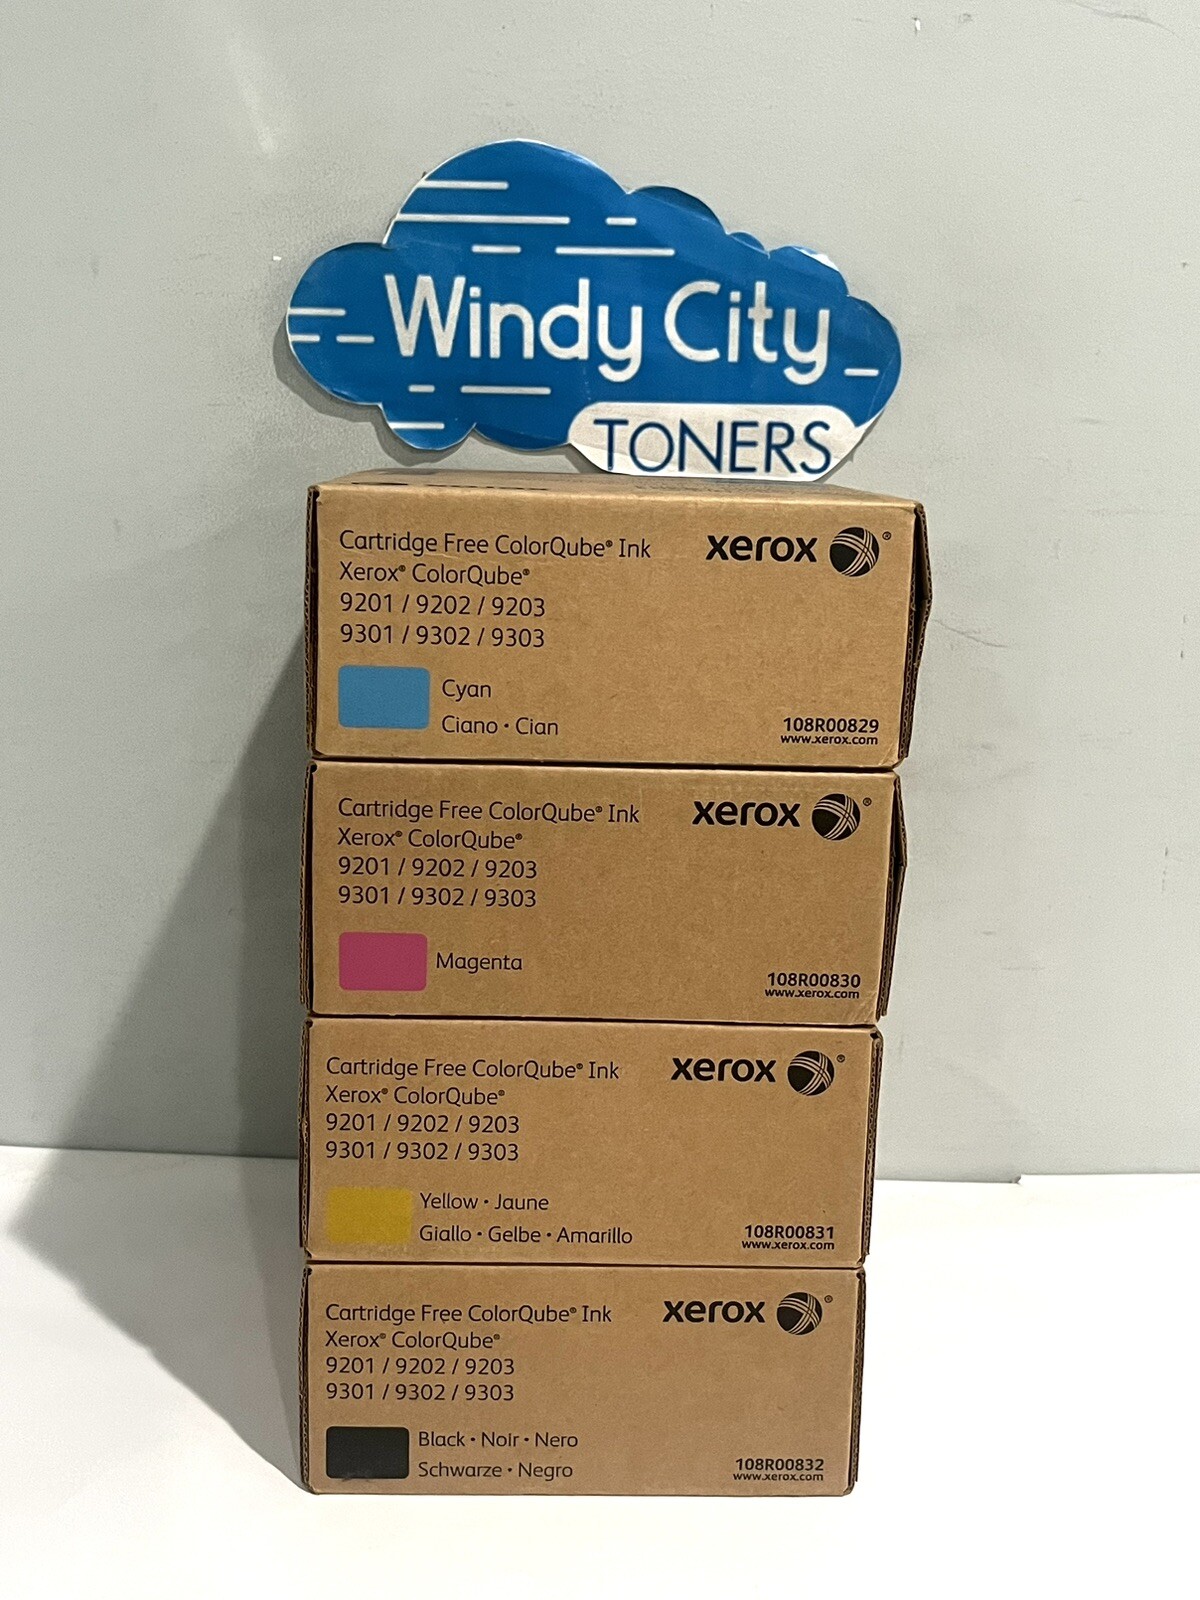 Windy City
TONERS
Cartridge Free ColorQube® Ink
xerox ®
Xerox® ColorQube®
9201 / 9202 / 9203
9301 / 9302 / 9303
Cyan
Ciano • Cian
108R00829
www.xerox.com
Cartridge Free ColorQube® Ink
xerox ®
Xerox® ColorQube®
9201 / 9202 / 9203
9301 / 9302 / 9303
Magenta
108R00830
www.xerox.com
Cartridge Free ColorQube® Ink
xerox ®
Xerox® ColorQube®
9201 / 9202 / 9203
9301 / 9302 / 9303
Yellow • Jaune
Giallo • Gelbe • Amarillo
108R00831
www.xerox.com
Cartridge Free ColorQube® Ink
xerox ®
Xerox® ColorQube®
9201 / 9202 / 9203
9301 / 9302 / 9303
Black • Noir • Nero
Schwarze • Negro
108R00832
www.xerox.com